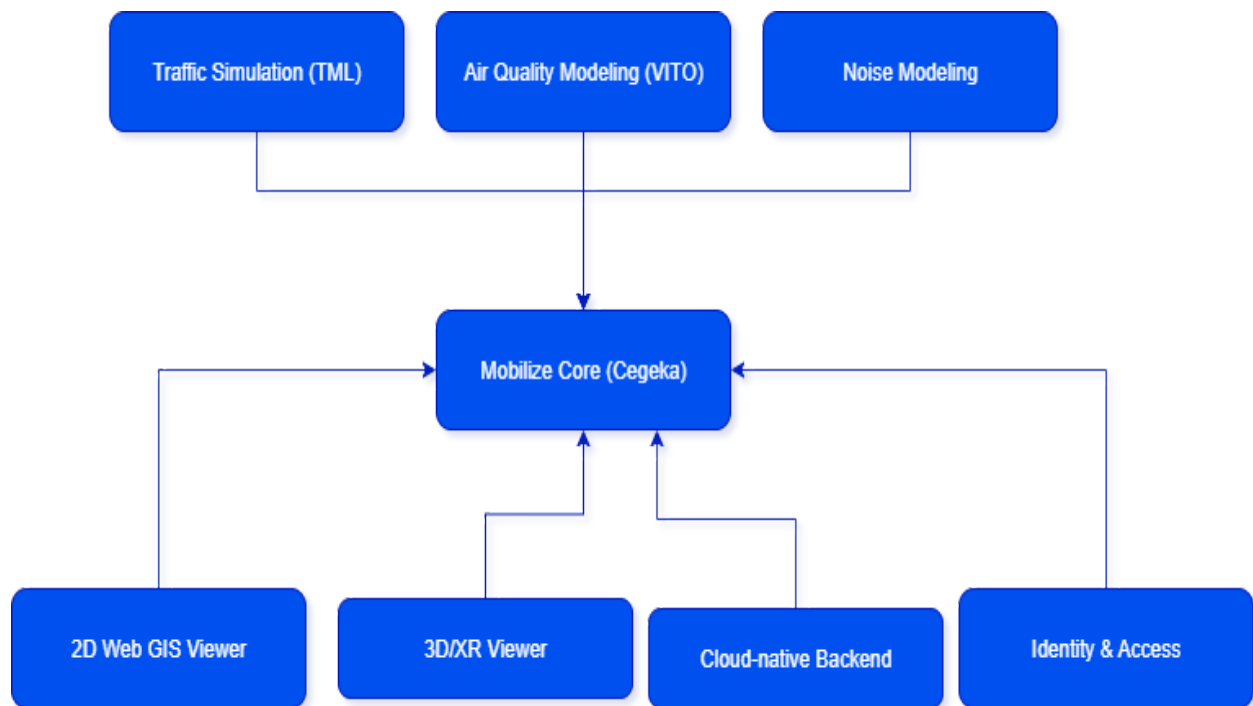 Traffic Simulation (TML)
Air Quality Modeling (VITO)
Noise Modeling
Mobilize Core (Cegeka)
2D Web GIS Viewer
3D/XR Viewer
Cloud-native Backend
Identity & Access